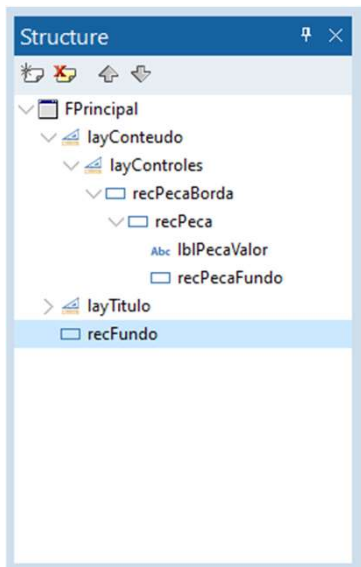 Structure
FPrincipal
layConteudo
layControles
recPecaBorda
recPeca
Abc lblPecaValor
recPecaFundo
layTitulo
recFundo